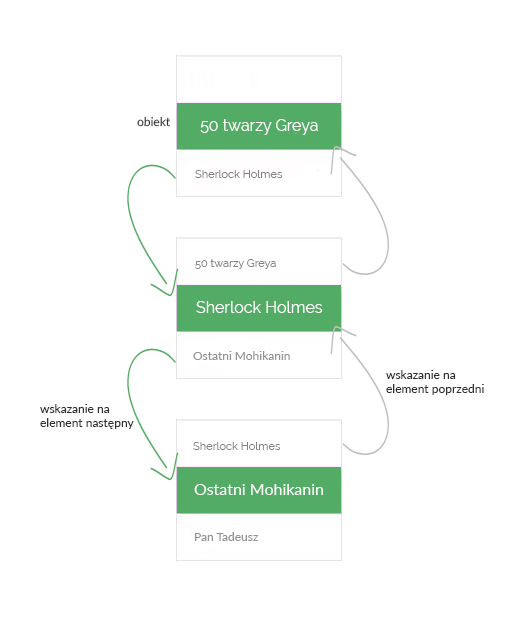 obiekt
50 twarzy Greya
Sherlock Holmes
50 twarzy Greya
Sherlock Holmes
Ostatni Mohikanin
wskazanie na
element poprzedni
wskazanie na
element następny
Sherlock Holmes
Ostatni Mohikanin
Pan Tadeusz